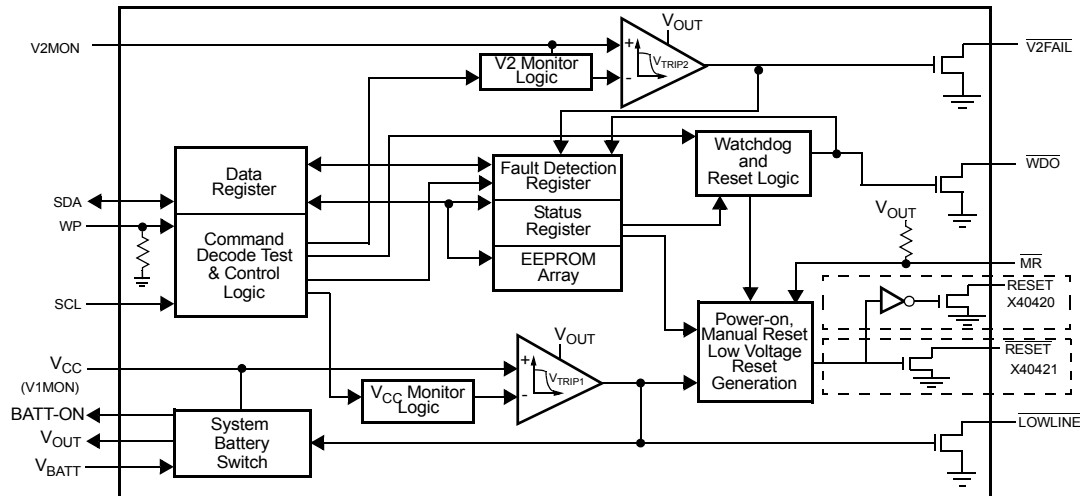 V2MON
V2 Monitor
Logic
+
-
VOUT
VTRIP2
V2FAIL
Data
Register
Fault Detection
Register
Status
Register
EEPROM
Array
Watchdog
and
Reset Logic
WDO
SDA
WP
SCL
Command
Decode Test
& Control
Logic
VOUT
MR
Power-on,
Manual Reset
Low Voltage
Reset
Generation
RESET
X40420
RESET
X40421
VCC
(V1MON)
VCC Monitor
Logic
+
-
VOUT
VTRIP1
BATT-ON
VOUT
VBATT
System
Battery
Switch
LOWLINE